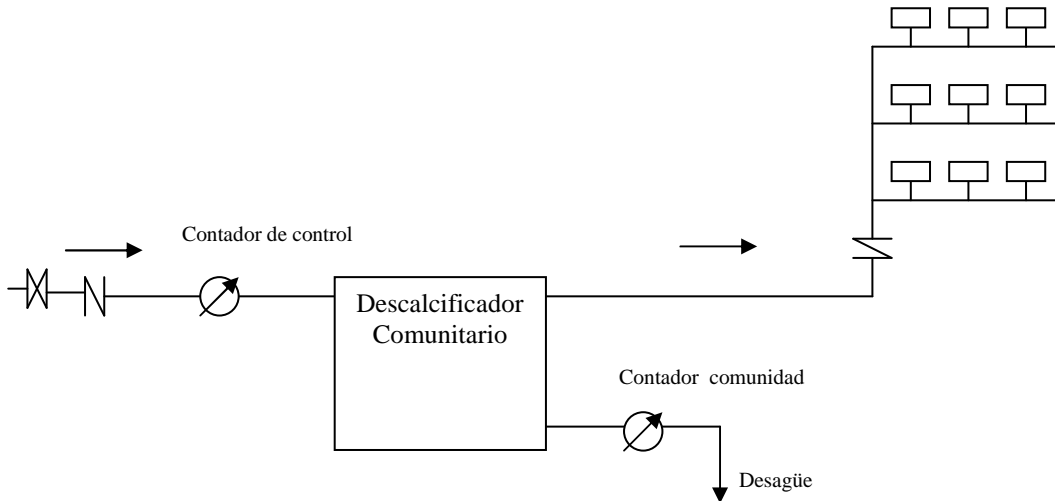 Contador de control
Descalcificador
Comunitario
Contador comunidad
Desagüe